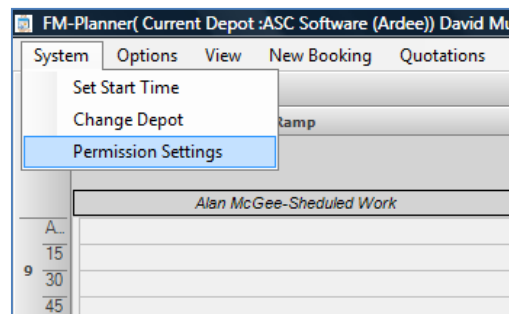 FM-Planner( Current Depot :ASC Software (Ardee)) David Mu
System Options View New Booking Quotations
Set Start Time
Change Depot
Ramp
Permission Settings
Alan McGee-Sheduled Work
A...
15
9 30
45